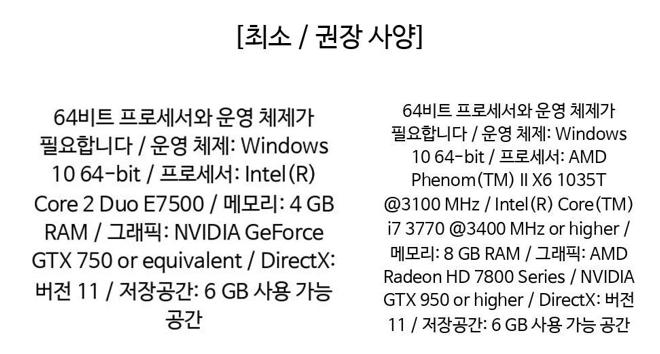 [최소 / 권장 사양]
64비트 프로세서와 운영 체제가
필요합니다 / 운영 체제: Windows
10 64-bit / 프로세서: Intel(R)
Core 2 Duo E7500 / 메모리: 4 GB
RAM / 그래픽: NVIDIA GeForce
GTX 750 or equivalent / DirectX:
버전 11 / 저장공간: 6 GB 사용 가능
공간
64비트 프로세서와 운영 체제가
필요합니다 / 운영 체제: Windows
10 64-bit / 프로세서: AMD
Phenom(TM) II X6 1035T
@3100 MHz / Intel(R) Core(TM)
i7 3770 @3400 MHz or higher /
메모리: 8 GB RAM / 그래픽: AMD
Radeon HD 7800 Series / NVIDIA
GTX 950 or higher / DirectX: 버전
11 / 저장공간: 6 GB 사용 가능 공간